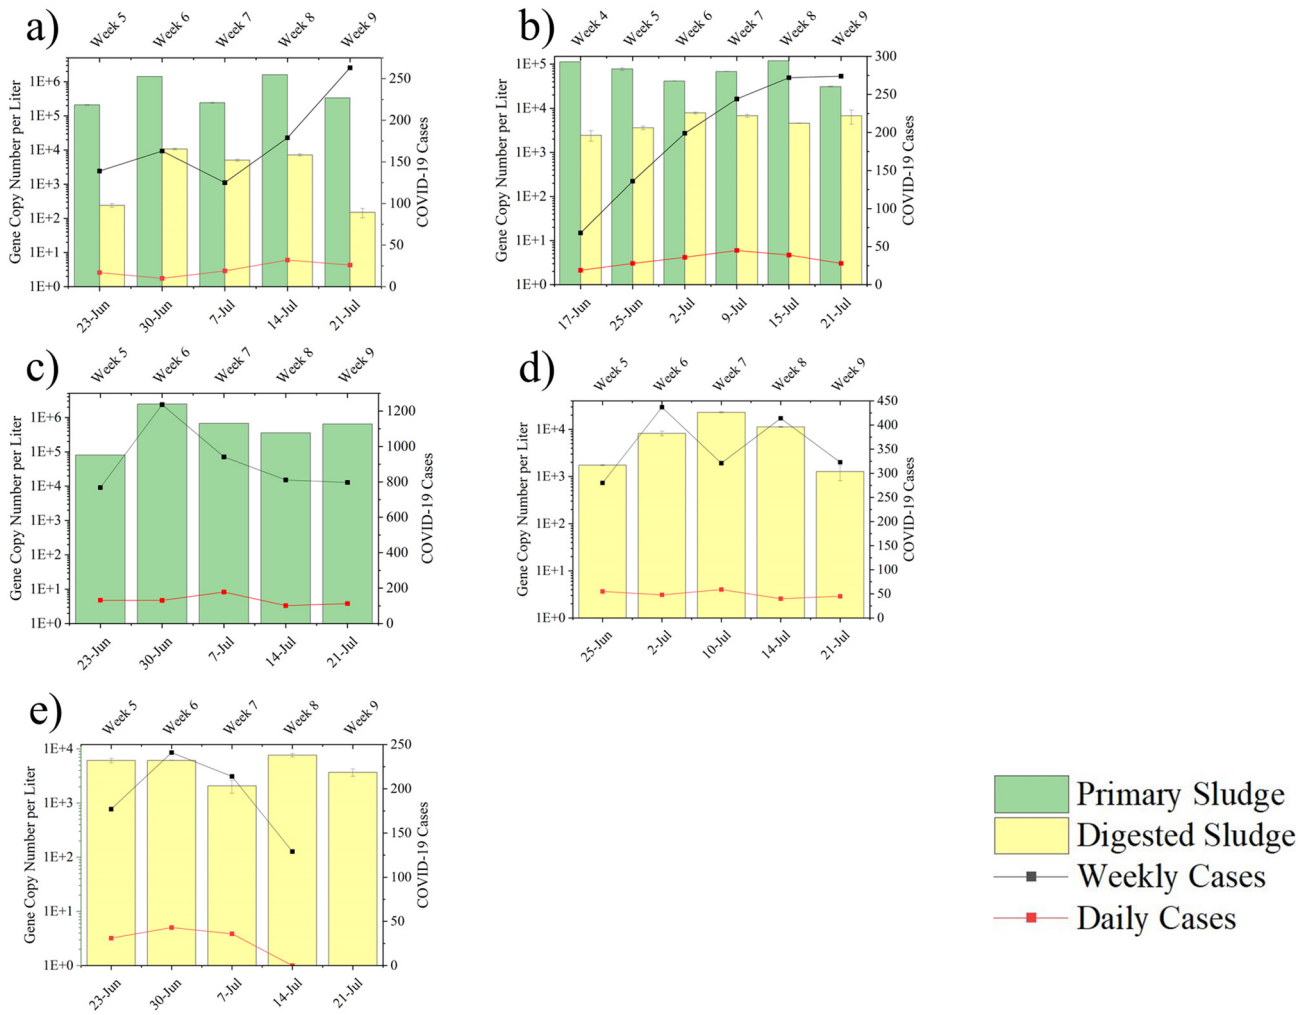 a)
Week 5
Week 6
Week 7
Week 8
Week 9
Gene Copy Number per Liter
1E+6
1E+5
1E+4
1E+3
1E+2
1E+1
1E+0
250
200
150
100
50
0
COVID-19 Cases
23-Jun
30-Jun
7-Jul
14-Jul
21-Jul
b)
Week 4
Week 5
Week 6
Week 7
Week 8
Week 9
Gene Copy Number per Liter
1E+5
1E+4
1E+3
1E+2
1E+1
1E+0
300
250
200
150
100
50
0
COVID-19 Cases
17-Jun
25-Jun
2-Jul
9-Jul
15-Jul
21-Jul
c)
Week 5
Week 6
Week 7
Week 8
Week 9
Gene Copy Number per Liter
1E+6
1E+5
1E+4
1E+3
1E+2
1E+1
1E+0
1200
1000
800
600
400
200
0
COVID-19 Cases
23-Jun
30-Jun
7-Jul
14-Jul
21-Jul
d)
Week 5
Week 6
Week 7
Week 8
Week 9
Gene Copy Number per Liter
1E+4
1E+3
1E+2
1E+1
1E+0
450
400
350
300
250
200
150
100
50
0
COVID-19 Cases
25-Jun
2-Jul
10-Jul
14-Jul
21-Jul
e)
Week 5
Week 6
Week 7
Week 8
Week 9
Gene Copy Number per Liter
1E+4
1E+3
1E+2
1E+1
1E+0
250
200
150
100
50
0
COVID-19 Cases
23-Jun
30-Jun
7-Jul
14-Jul
21-Jul
Primary Sludge
Digested Sludge
Weekly Cases
Daily Cases